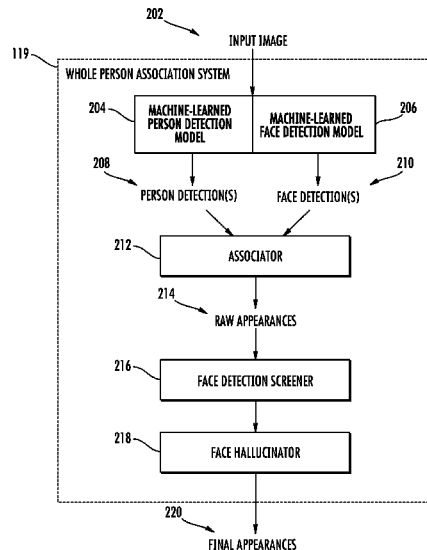 202
INPUT IMAGE
119
WHOLE PERSON ASSOCIATION SYSTEM
204
MACHINE-LEARNED
PERSON DETECTION
MODEL
MACHINE-LEARNED
FACE DETECTION MODEL
206
208
PERSON DETECTION(S)
FACE DETECTION(S)
210
212
ASSOCIATOR
214
RAW APPEARANCES
216
FACE DETECTION SCREENER
218
FACE HALLUCINATOR
220
FINAL APPEARANCES